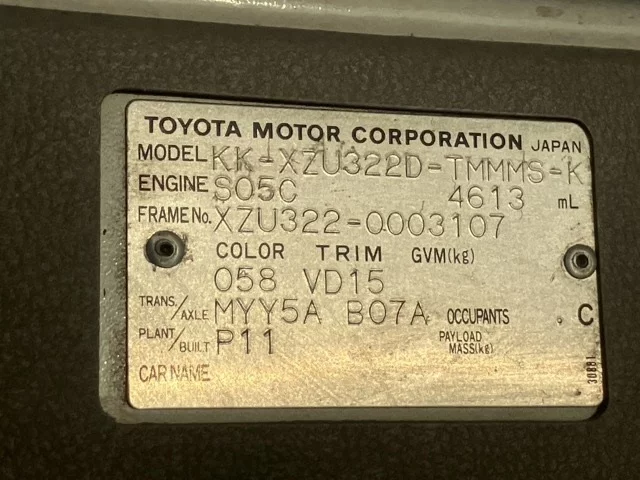 TOYOTA MOTOR CORPORATION JAPAN
MODEL KK-XZU322D-TMMMS-K
ENGINE S05C 4613 mL
FRAME No. XZU322-0003107
COLOR TRIM GVM(kg)
058 VD15
TRANS./AXLE MYY5A B07A OCCUPANTS C
PLANT/BUILT P11 PAYLOAD MASS(kg)
CAR NAME
30881